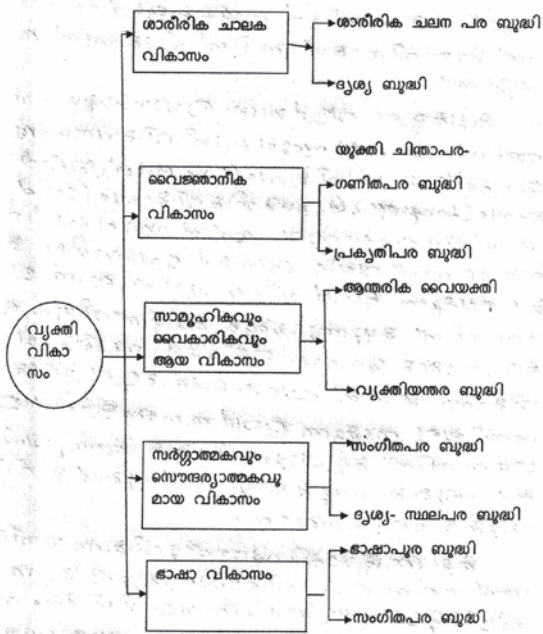 ശാരീരിക ചാലക
വികാസം
ശാരീരിക ചലന പര ബുദ്ധി
ദൃശ്യ ബുദ്ധി
വൈജ്ഞാനീക
വികാസം
യുക്തി ചിന്താപര-
ഗണിതപര ബുദ്ധി
പ്രകൃതിപര ബുദ്ധി
വ്യക്തി
വികാ
സം
സാമൂഹികവും
വൈകാരികവും
ആയ വികാസം
ആന്തരിക വൈയക്തി
വ്യക്തിയന്തര ബുദ്ധി
സർഗ്ഗാത്മകവും
സൌന്ദര്യാത്മകവു
മായ വികാസം
സംഗീതപര ബുദ്ധി
ദൃശ്യ- സ്ഥലപര ബുദ്ധി
ഭാഷാ വികാസം
ഭാഷാപുര ബുദ്ധി
സംഗീതപര ബുദ്ധി